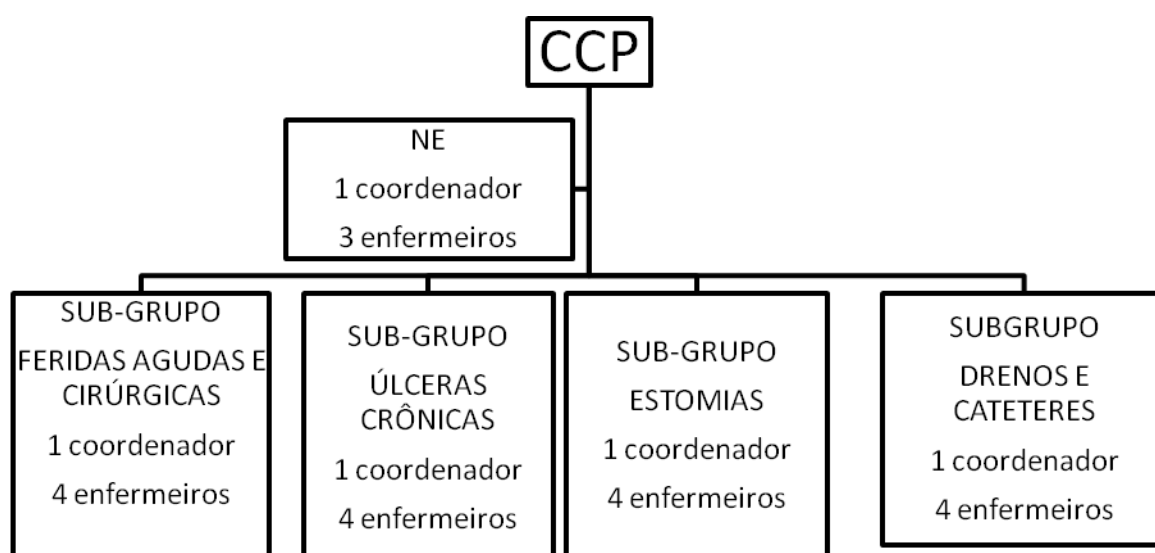 CCP
NE
1 coordenador
3 enfermeiros
SUB-GRUPO
FERIDAS AGUDAS E
CIRÚRGICAS
1 coordenador
4 enfermeiros
SUB-GRUPO
ÚLCERAS
CRÔNICAS
1 coordenador
4 enfermeiros
SUB-GRUPO
ESTOMIAS
1 coordenador
4 enfermeiros
SUBGRUPO
DRENOS E
CATETERES
1 coordenador
4 enfermeiros